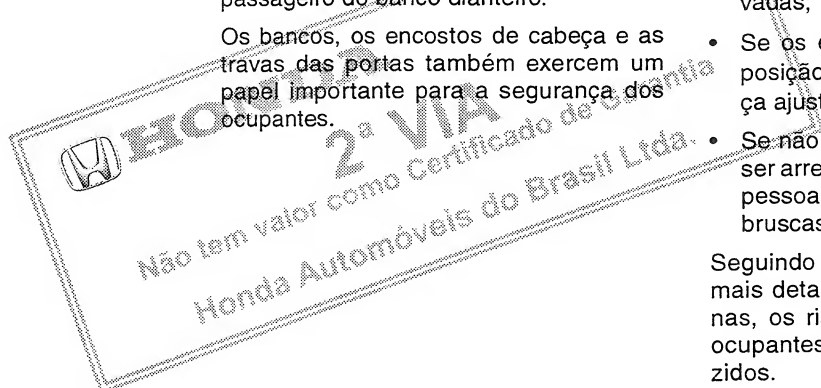 passageiro do banco dianteiro.
Os bancos, os encostos de cabeça e as
travas das portas também exercem um
papel importante para a segurança dos
ocupantes.
HONDA
2ª VIA
Não tem valor como Certificado de Garantia
Honda Automóveis do Brasil Ltda.
vadas,
• Se os
posição
ça ajust
• Se não
ser arre
pessoa
bruscas
Seguindo
mais deta
nas, os ri
ocupantes
zidos.